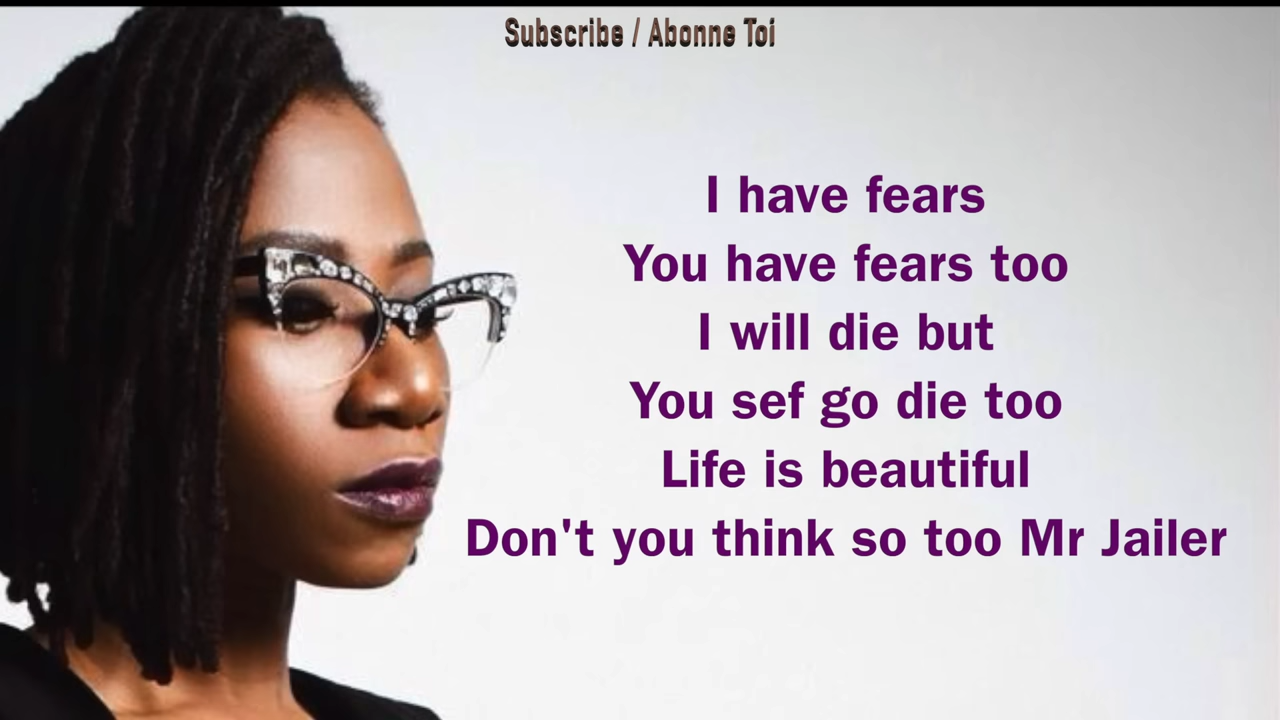 Subscribe / Abonne Toi
I have fears
You have fears too
I will die but
You sef go die too
Life is beautiful
Don't you think so too Mr Jailer